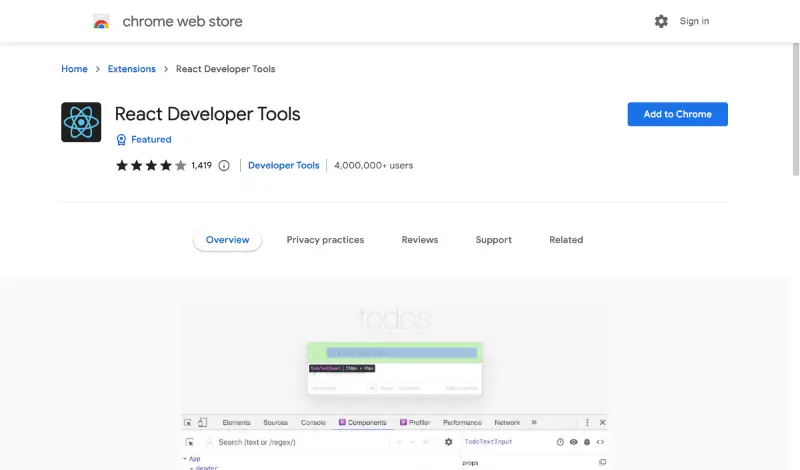 chrome web store
Sign in
Home > Extensions > React Developer Tools
React Developer Tools
Add to Chrome
Featured
1,419 Developer Tools 4,000,000+ users
Overview Privacy practices Reviews Support Related
todos
TodoTextInput
Elements Sources Console Components Profiler Performance Network »
Search (text or /regex/)
TodoTextInput
App
props
Header